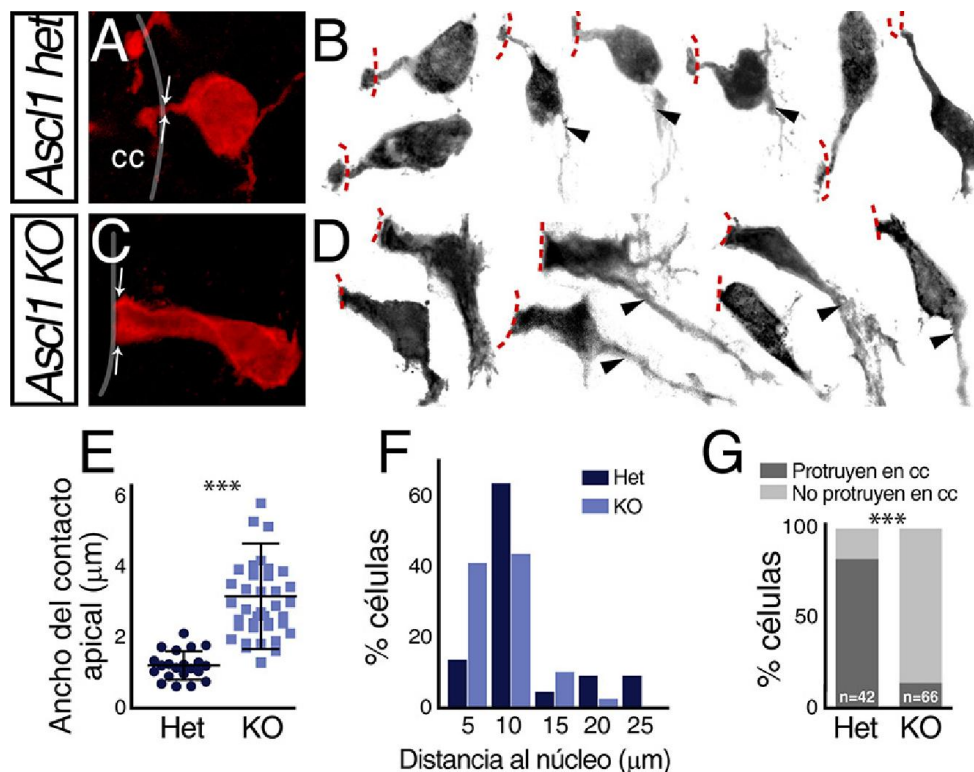 Ascl1 het
A
cc
B
Ascl1 KO
C
D
E
Ancho del contacto
apical (μm)
6
4
2
0
***
Het
KO
F
% células
60
40
20
0
Het
KO
5
10
15
20
25
Distancia al núcleo (μm)
G
Protruyen en cc
No protruyen en cc
***
% células
100
50
0
n=42
n=66
Het
KO